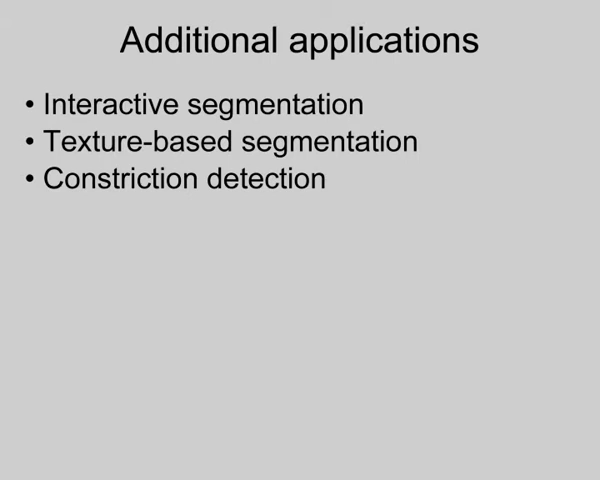 Additional applications
• Interactive segmentation
• Texture-based segmentation
• Constriction detection